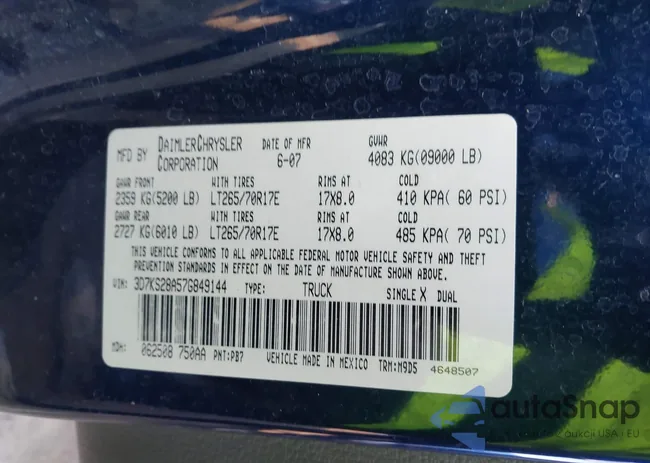 MFD BY DAIMLERCHRYSLER CORPORATION DATE OF MFR 6-07 GVWR 4083 KG(09000 LB)
GAWR FRONT WITH TIRES RIMS AT COLD
2359 KG(5200 LB) LT265/70R17E 17X8.0 410 KPA( 60 PSI)
GAWR REAR WITH TIRES RIMS AT COLD
2727 KG(6010 LB) LT265/70R17E 17X8.0 485 KPA( 70 PSI)
THIS VEHICLE CONFORMS TO ALL APPLICABLE FEDERAL MOTOR VEHICLE SAFETY AND THEFT
PREVENTION STANDARDS IN EFFECT ON THE DATE OF MANUFACTURE SHOWN ABOVE.
VIN: 3D7KS28A57G849144 TYPE: TRUCK SINGLE X DUAL
MDH: 062508 750AA PNT:PB7 VEHICLE MADE IN MEXICO TRM:M9D5 4648507
autoSnap
aukcji USA i EU